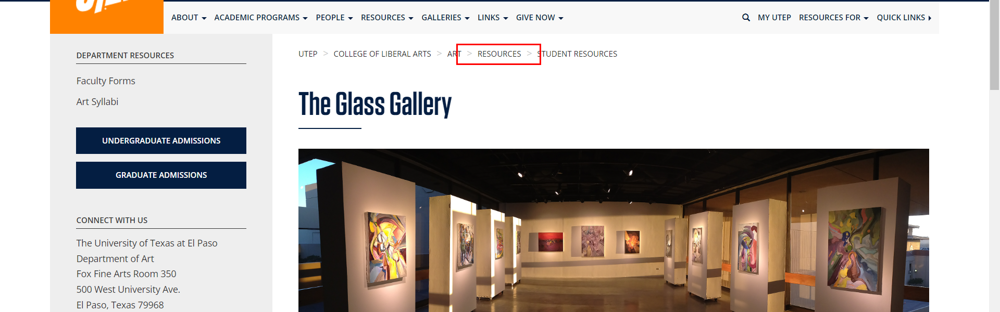 ABOUT ACADEMIC PROGRAMS PEOPLE RESOURCES GALLERIES LINKS GIVE NOW MY UTEP RESOURCES FOR QUICK LINKS
DEPARTMENT RESOURCES
Faculty Forms
Art Syllabi
UNDERGRADUATE ADMISSIONS
GRADUATE ADMISSIONS
CONNECT WITH US
The University of Texas at El Paso
Department of Art
Fox Fine Arts Room 350
500 West University Ave.
El Paso, Texas 79968
UTEP > COLLEGE OF LIBERAL ARTS > ART > RESOURCES > STUDENT RESOURCES
The Glass Gallery